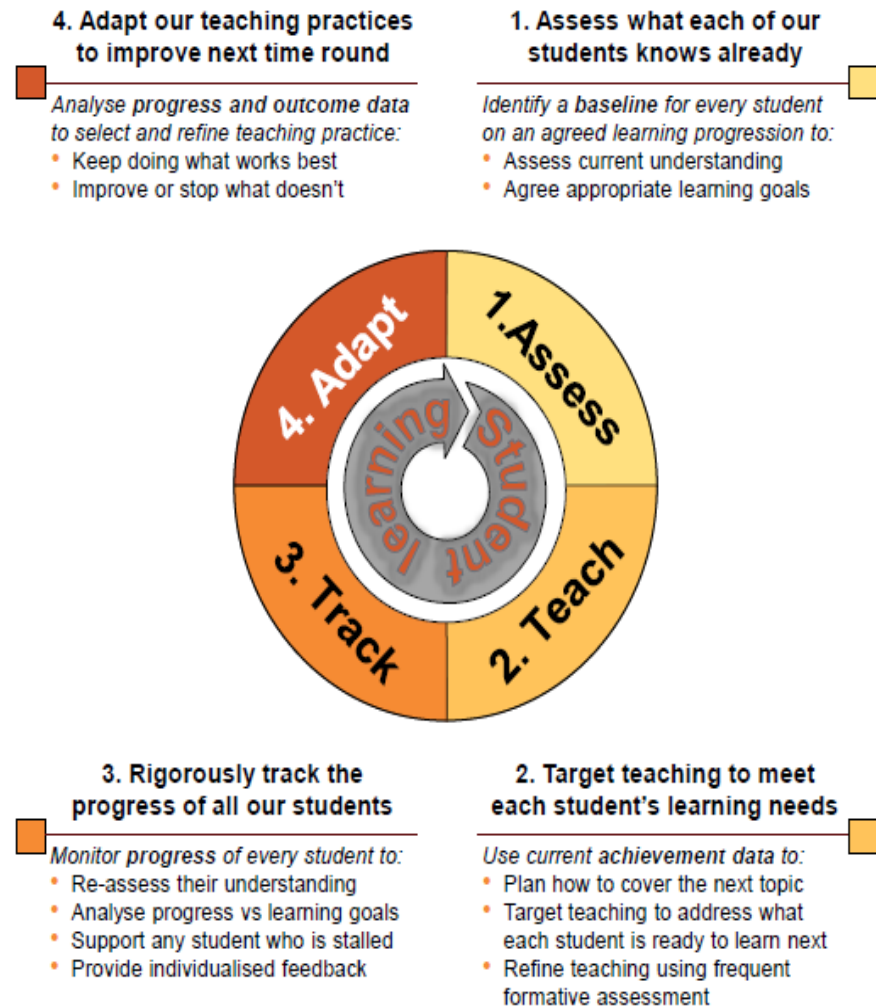 4. Adapt our teaching practices
to improve next time round
Analyse progress and outcome data
to select and refine teaching practice:
• Keep doing what works best
• Improve or stop what doesn't
1. Assess what each of our
students knows already
Identify a baseline for every student
on an agreed learning progression to:
• Assess current understanding
• Agree appropriate learning goals
4. Adapt
1.Assess
Student learning
3. Track
2. Teach
3. Rigorously track the
progress of all our students
Monitor progress of every student to:
• Re-assess their understanding
• Analyse progress vs learning goals
• Support any student who is stalled
• Provide individualised feedback
2. Target teaching to meet
each student's learning needs
Use current achievement data to:
• Plan how to cover the next topic
• Target teaching to address what
each student is ready to learn next
• Refine teaching using frequent
formative assessment